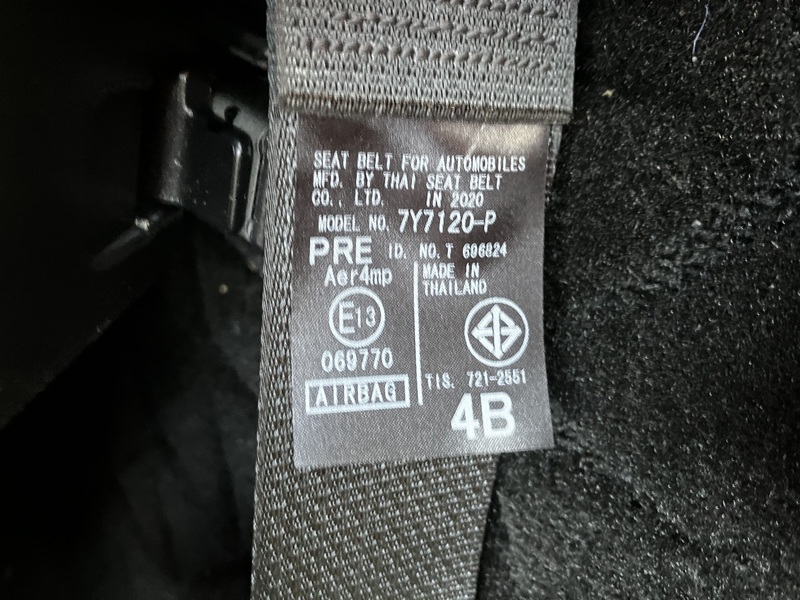 SEAT BELT FOR AUTOMOBILES
MFD. BY THAI SEAT BELT
CO., LTD. IN 2020
MODEL NO. 7Y7120-P
PRE ID. NO.T 696824
Aer4mp
E13
069770
AIRBAG
MADE IN
THAILAND
TIS. 721-2551
4B